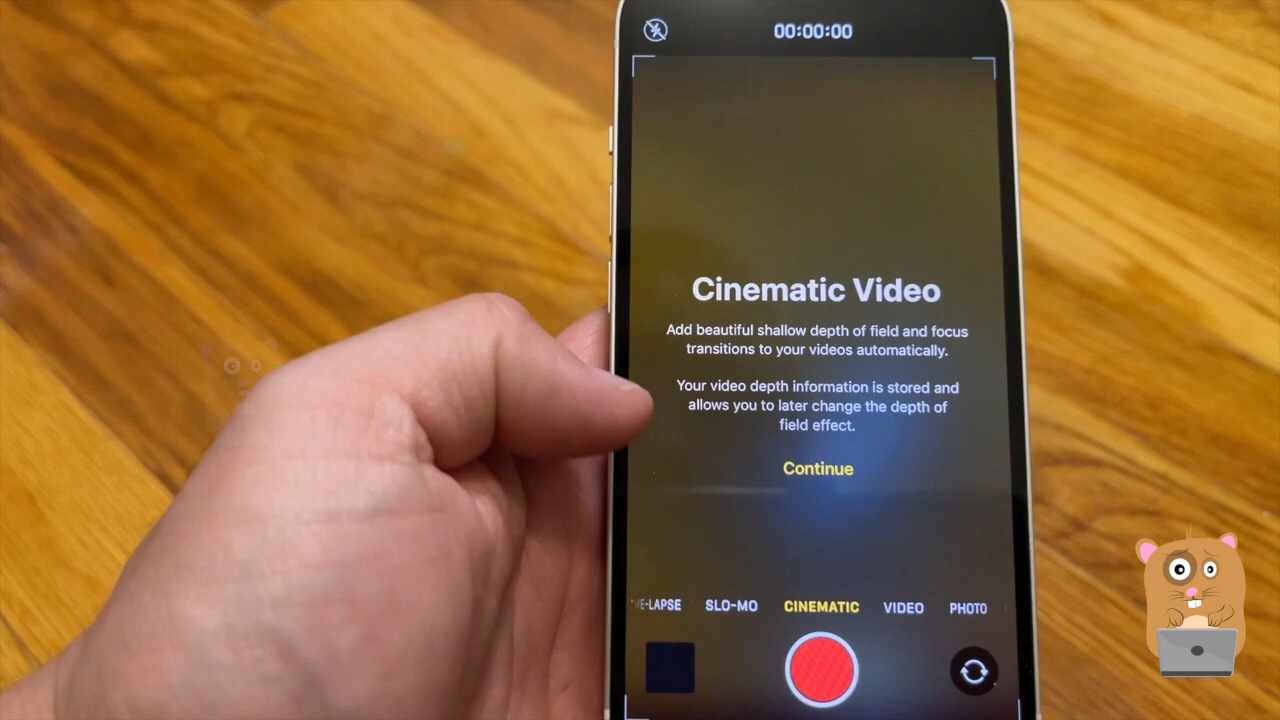 00:00:00
Cinematic Video
Add beautiful shallow depth of field and focus
transitions to your videos automatically.
Your video depth information is stored and
allows you to later change the depth of
field effect.
Continue
E-LAPSE SLO-MO CINEMATIC VIDEO PHOTO